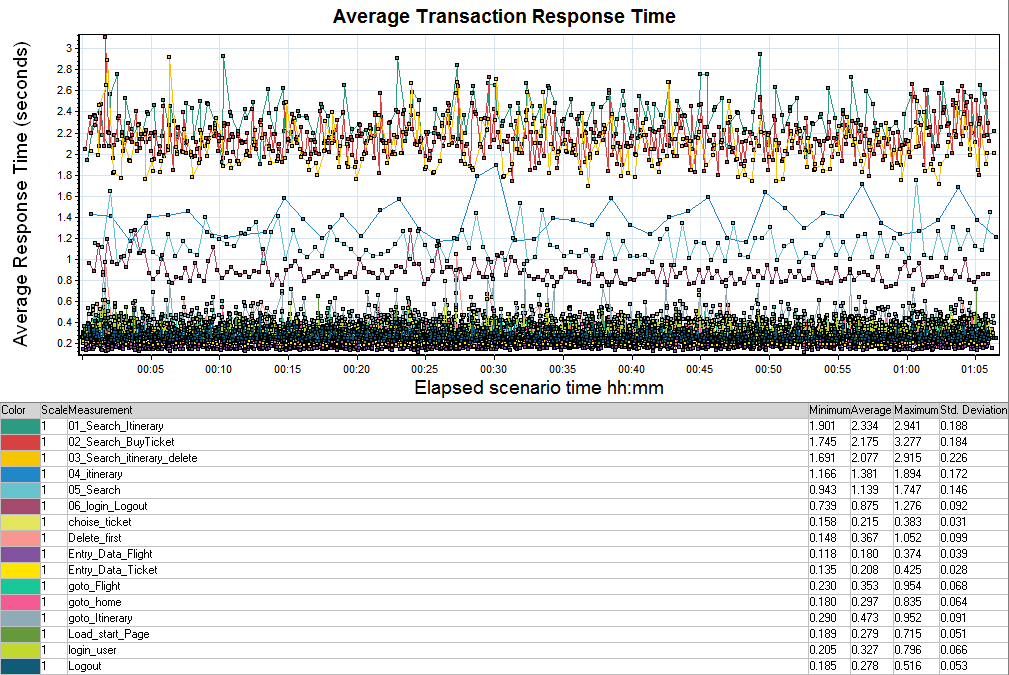 Average Transaction Response Time
Average Response Time (seconds)
3
2.8
2.6
2.4
2.2
2
1.8
1.6
1.4
1.2
1
0.8
0.6
0.4
0.2
00:05 00:10 00:15 00:20 00:25 00:30 00:35 00:40 00:45 00:50 00:55 01:00 01:05
Elapsed scenario time hh:mm
Color Scale Measurement Minimum Average Maximum Std. Deviation
1 01_Search_Itinerary 1.901 2.334 2.941 0.188
1 02_Search_BuyTicket 1.745 2.175 3.277 0.184
1 03_Search_itinerary_delete 1.691 2.077 2.915 0.226
1 04_itinerary 1.166 1.381 1.894 0.172
1 05_Search 0.943 1.139 1.747 0.146
1 06_login_Logout 0.739 0.875 1.276 0.092
1 choise_ticket 0.158 0.215 0.383 0.031
1 Delete_first 0.148 0.367 1.052 0.099
1 Entry_Data_Flight 0.118 0.180 0.374 0.039
1 Entry_Data_Ticket 0.135 0.208 0.425 0.028
1 goto_Flight 0.230 0.353 0.954 0.068
1 goto_home 0.180 0.297 0.835 0.064
1 goto_Itinerary 0.290 0.473 0.952 0.091
1 Load_start_Page 0.189 0.279 0.715 0.051
1 login_user 0.205 0.327 0.796 0.066
1 Logout 0.185 0.278 0.516 0.053